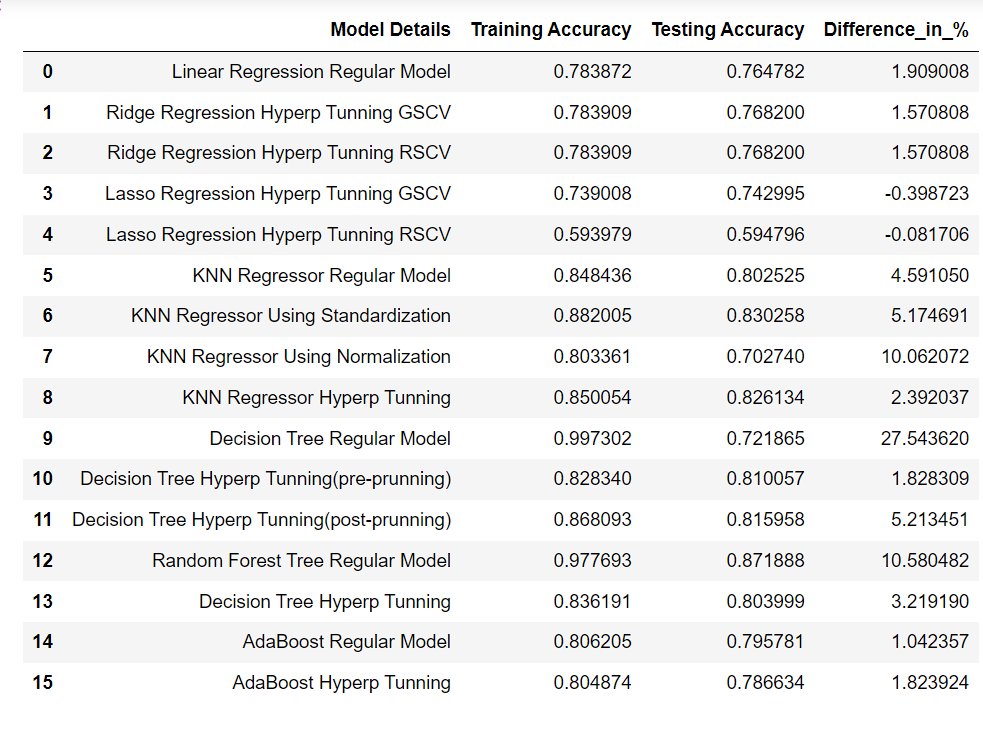 Model Details Training Accuracy Testing Accuracy Difference_in_%
0 Linear Regression Regular Model 0.783872 0.764782 1.909008
1 Ridge Regression Hyperp Tunning GSCV 0.783909 0.768200 1.570808
2 Ridge Regression Hyperp Tunning RSCV 0.783909 0.768200 1.570808
3 Lasso Regression Hyperp Tunning GSCV 0.739008 0.742995 -0.398723
4 Lasso Regression Hyperp Tunning RSCV 0.593979 0.594796 -0.081706
5 KNN Regressor Regular Model 0.848436 0.802525 4.591050
6 KNN Regressor Using Standardization 0.882005 0.830258 5.174691
7 KNN Regressor Using Normalization 0.803361 0.702740 10.062072
8 KNN Regressor Hyperp Tunning 0.850054 0.826134 2.392037
9 Decision Tree Regular Model 0.997302 0.721865 27.543620
10 Decision Tree Hyperp Tunning(pre-prunning) 0.828340 0.810057 1.828309
11 Decision Tree Hyperp Tunning(post-prunning) 0.868093 0.815958 5.213451
12 Random Forest Tree Regular Model 0.977693 0.871888 10.580482
13 Decision Tree Hyperp Tunning 0.836191 0.803999 3.219190
14 AdaBoost Regular Model 0.806205 0.795781 1.042357
15 AdaBoost Hyperp Tunning 0.804874 0.786634 1.823924